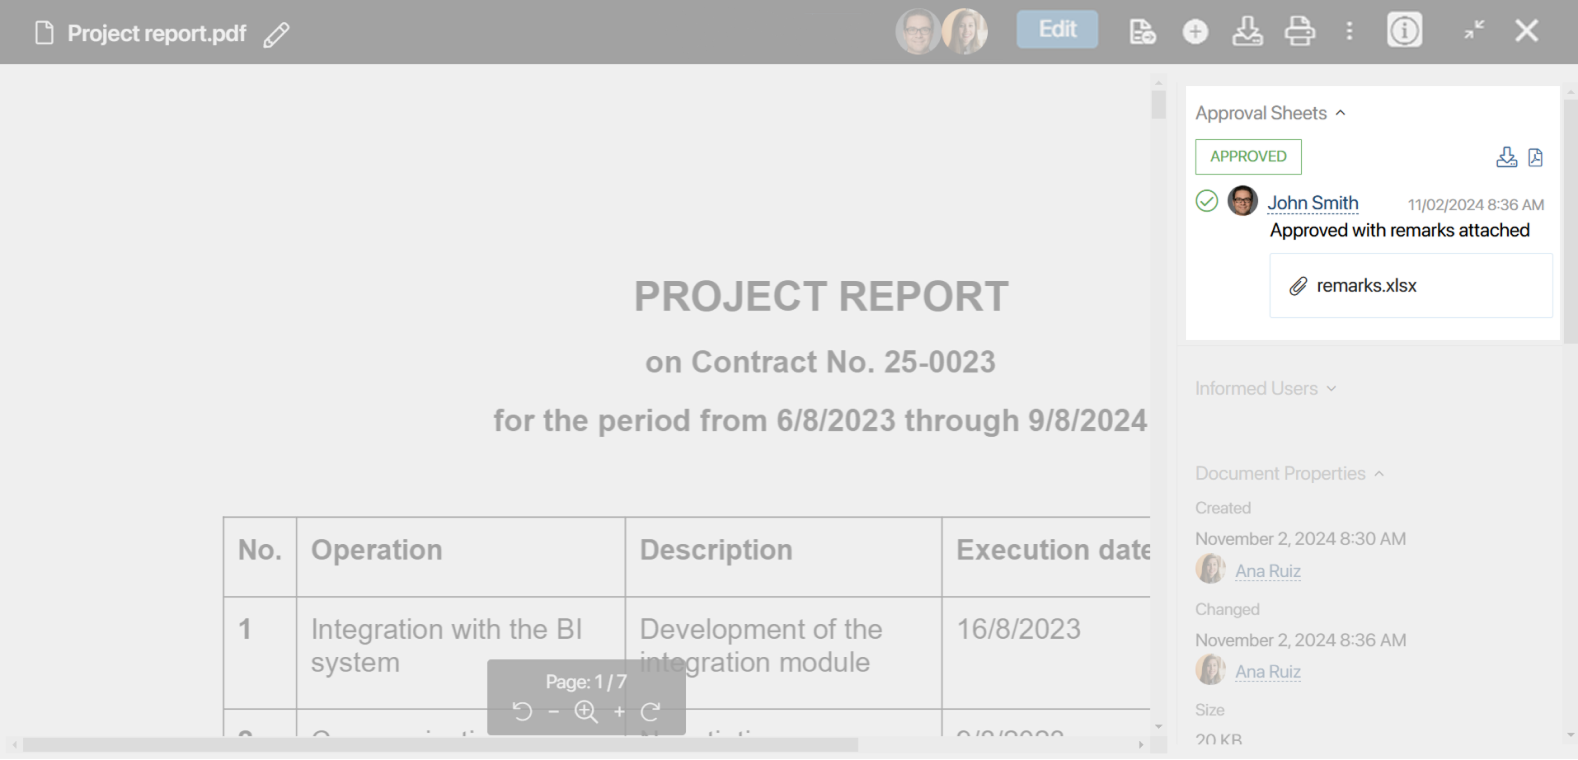 Project report.pdf
Edit
PROJECT REPORT
on Contract No. 25-0023
for the period from 6/8/2023 through 9/8/2024
No. Operation Description Execution date
1 Integration with the BI Development of the 16/8/2023
system integration module
Page: 1 / 7
Approval Sheets
APPROVED
John Smith 11/02/2024 8:36 AM
Approved with remarks attached
remarks.xlsx
Informed Users
Document Properties
Created
November 2, 2024 8:30 AM
Ana Ruiz
Changed
November 2, 2024 8:36 AM
Ana Ruiz
Size
20 KB